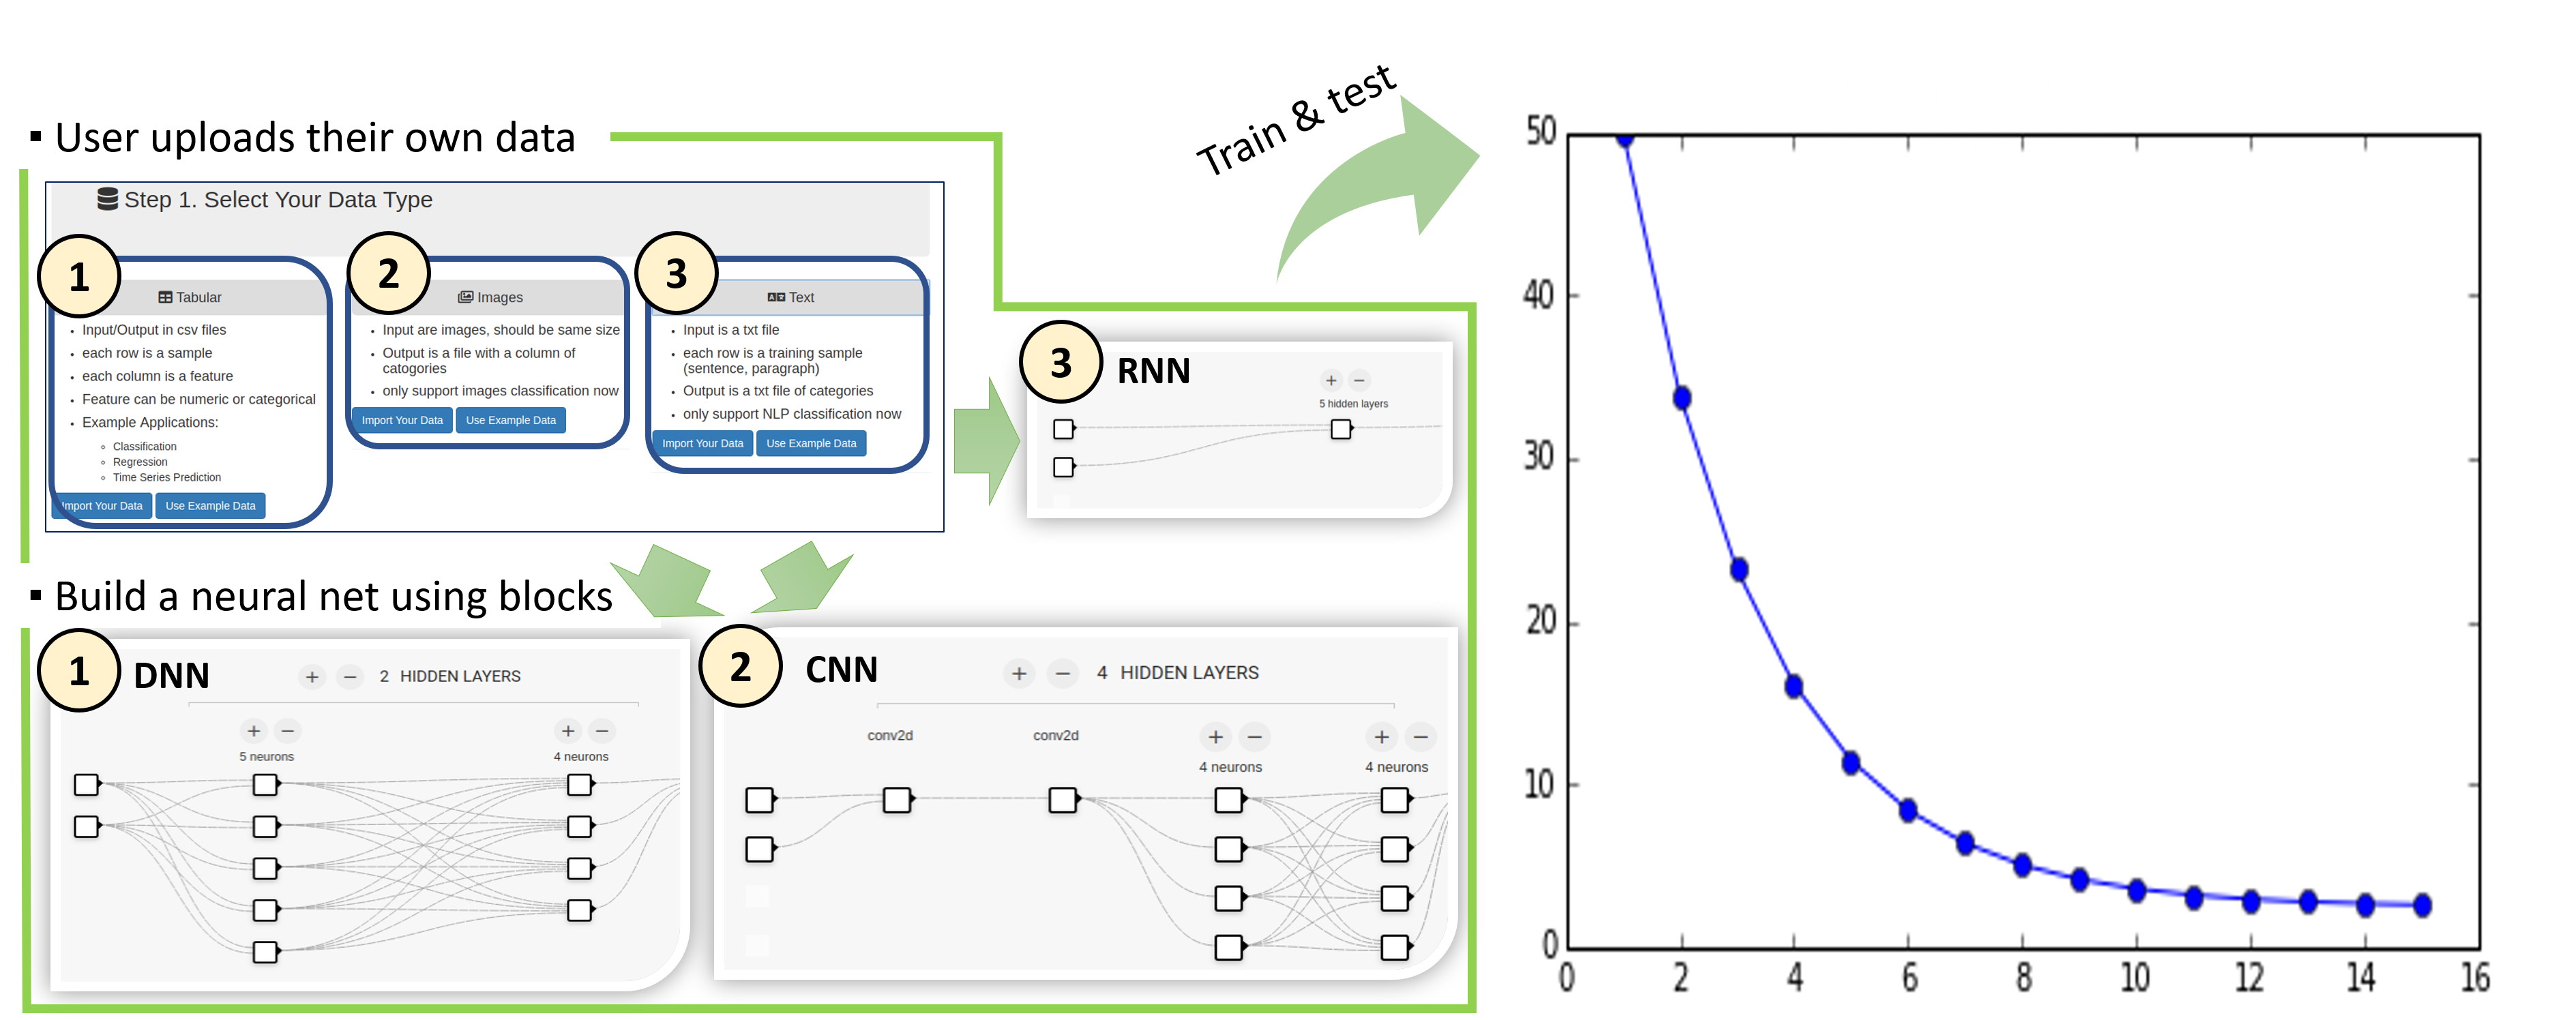 ▪ User uploads their own data
Step 1. Select Your Data Type
1
Tabular
• Input/Output in csv files
• each row is a sample
• each column is a feature
• Feature can be numeric or categorical
• Example Applications:
◦ Classification
◦ Regression
◦ Time Series Prediction
Import Your Data
Use Example Data
2
Images
• Input are images, should be same size
• Output is a file with a column of
catogories
• only support images classification now
Import Your Data
Use Example Data
3
Text
• Input is a txt file
• each row is a training sample
(sentence, paragraph)
• Output is a txt file of categories
• only support NLP classification now
Import Your Data
Use Example Data
3
RNN
+ −
5 hidden layers
▪ Build a neural net using blocks
1
DNN
+ − 2 HIDDEN LAYERS
+ − + −
5 neurons 4 neurons
2
CNN
+ − 4 HIDDEN LAYERS
conv2d conv2d + − + −
4 neurons 4 neurons
Train & test
50
40
30
20
10
0
0 2 4 6 8 10 12 14 16